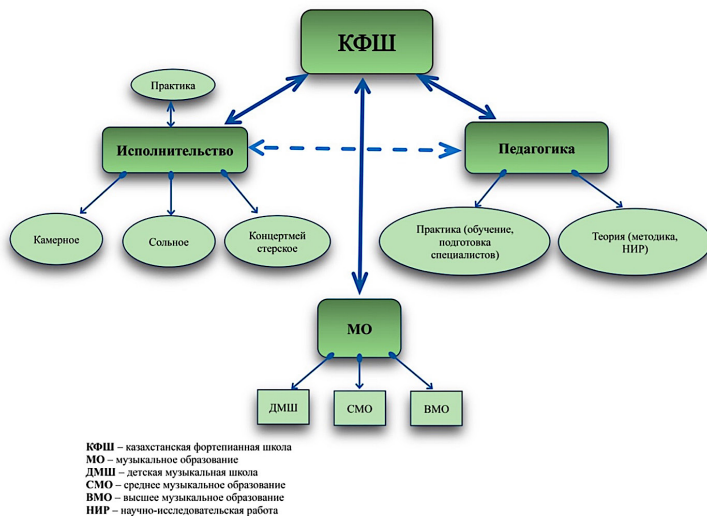 КФШ
Практика
Исполнительство
Педагогика
Камерное
Сольное
Концертмей
стерское
Практика (обучение,
подготовка
специалистов)
Теория (методика,
НИР)
МО
ДМШ
СМО
ВМО
КФШ – казахстанская фортепианная школа
МО – музыкальное образование
ДМШ – детская музыкальная школа
СМО – среднее музыкальное образование
ВМО – высшее музыкальное образование
НИР – научно-исследовательская работа